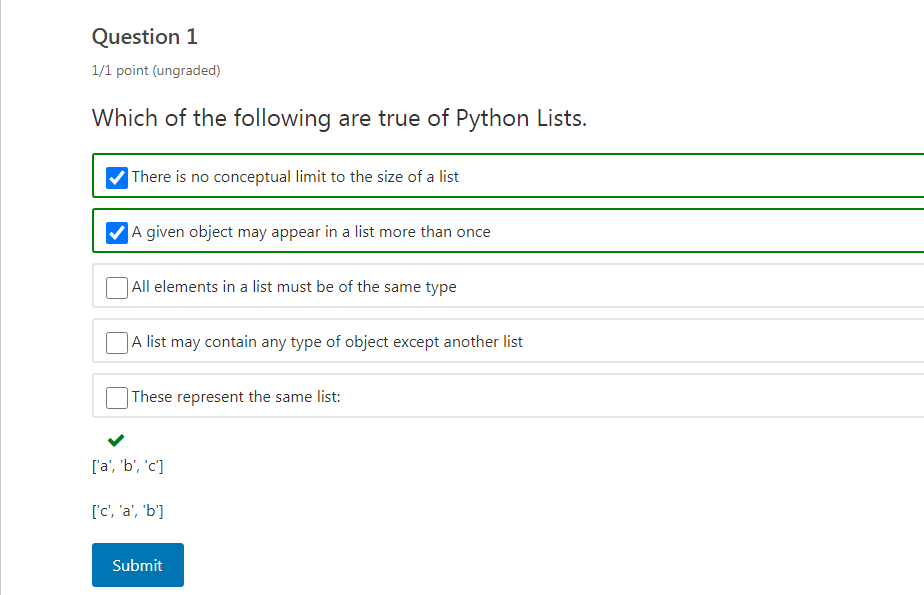 Question 1
1/1 point (ungraded)
Which of the following are true of Python Lists.
There is no conceptual limit to the size of a list
A given object may appear in a list more than once
All elements in a list must be of the same type
A list may contain any type of object except another list
These represent the same list:
['a', 'b', 'c']
['c', 'a', 'b']
Submit